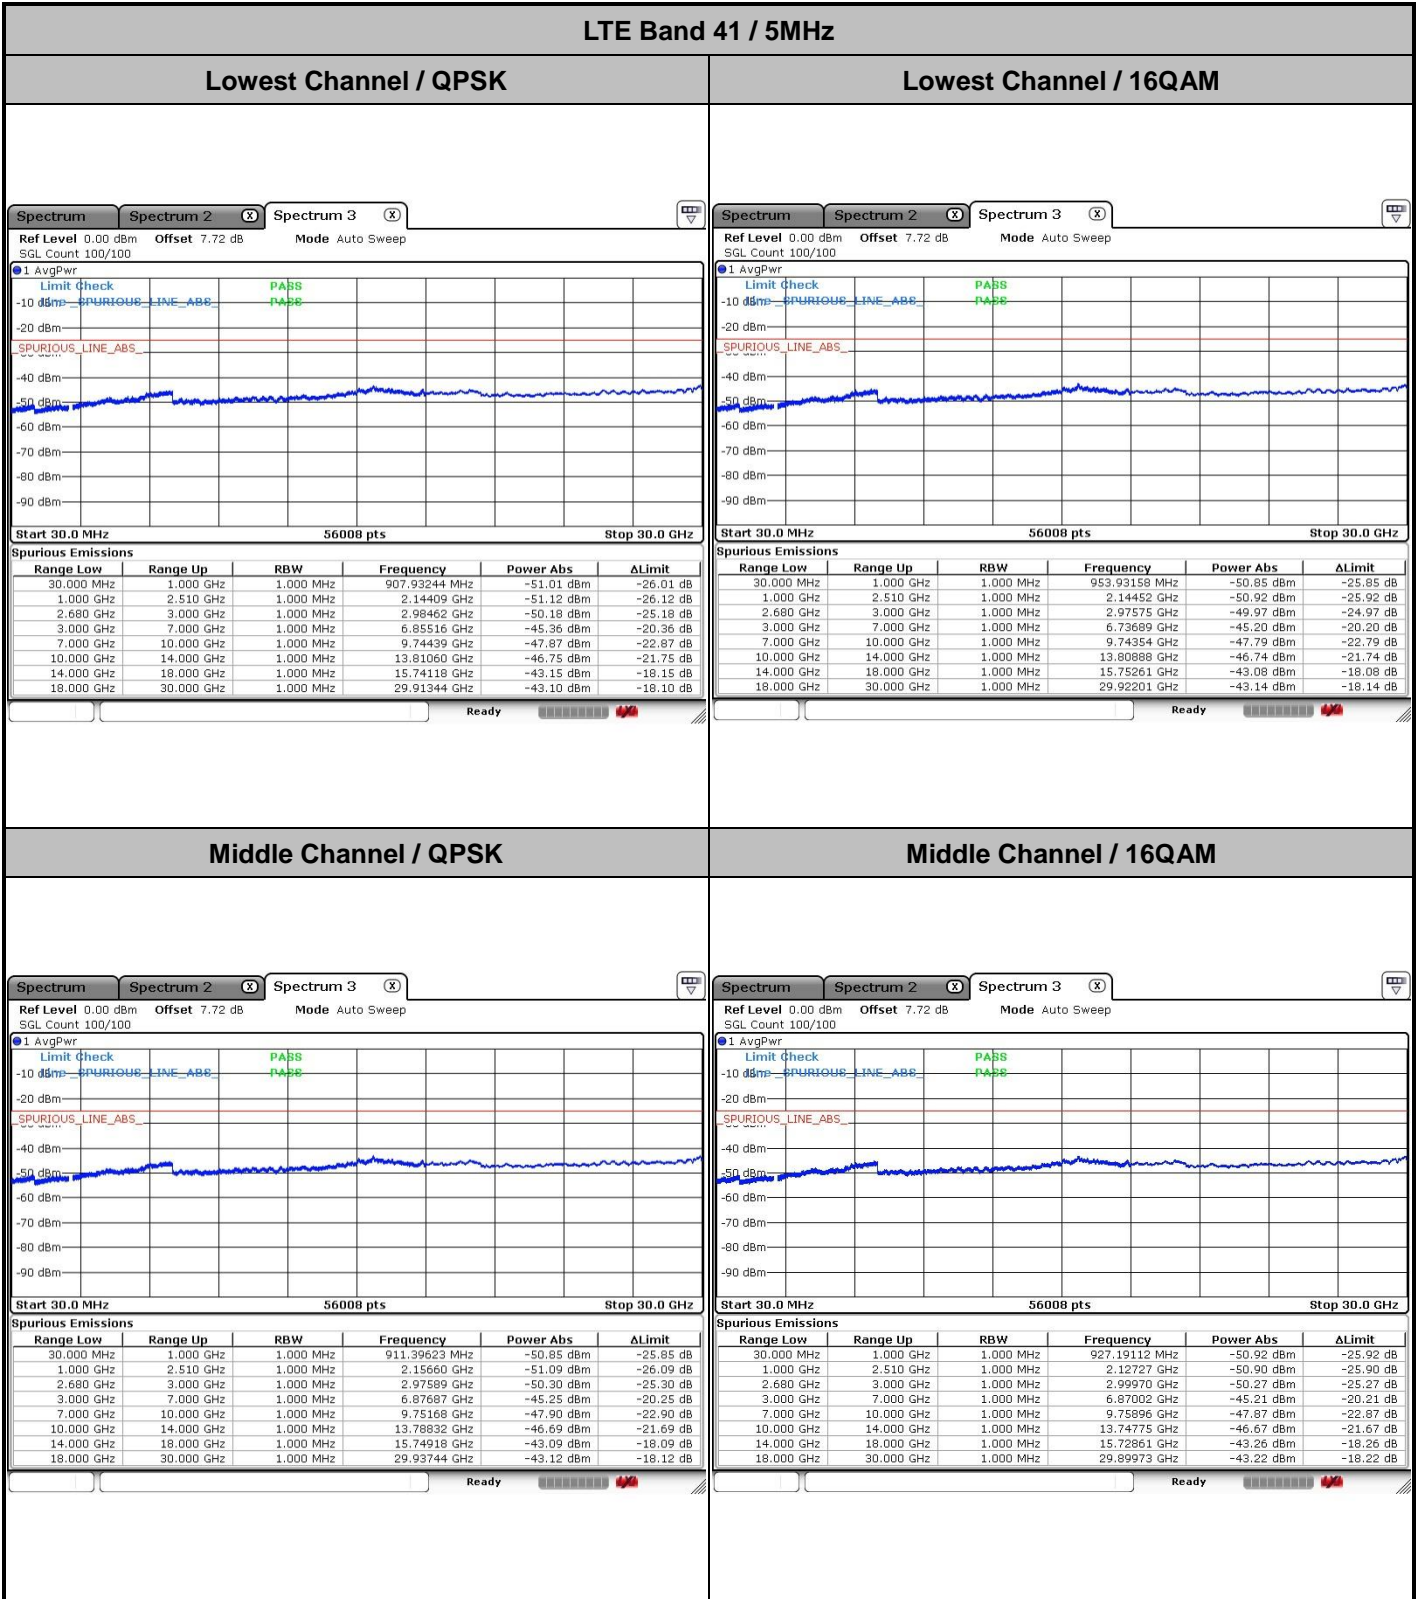 LTE Band 41 / 5MHz
Lowest Channel / QPSK
Lowest Channel / 16QAM
Spectrum Spectrum 2 Spectrum 3
Ref Level 0.00 dBm Offset 7.72 dB Mode Auto Sweep
SGL Count 100/100
1 AvgPwr
Limit Check PASS
-10 dBm Line _SPURIOUS_LINE_ABS_ PASS
-20 dBm
_SPURIOUS_LINE_ABS_
-40 dBm
-50 dBm
-60 dBm
-70 dBm
-80 dBm
-90 dBm
Start 30.0 MHz 56008 pts Stop 30.0 GHz
Spurious Emissions
Range Low Range Up RBW Frequency Power Abs ΔLimit
30.000 MHz 1.000 GHz 1.000 MHz 907.93244 MHz -51.01 dBm -26.01 dB
1.000 GHz 2.510 GHz 1.000 MHz 2.14409 GHz -51.12 dBm -26.12 dB
2.680 GHz 3.000 GHz 1.000 MHz 2.98462 GHz -50.18 dBm -25.18 dB
3.000 GHz 7.000 GHz 1.000 MHz 6.85516 GHz -45.36 dBm -20.36 dB
7.000 GHz 10.000 GHz 1.000 MHz 9.74439 GHz -47.87 dBm -22.87 dB
10.000 GHz 14.000 GHz 1.000 MHz 13.81060 GHz -46.75 dBm -21.75 dB
14.000 GHz 18.000 GHz 1.000 MHz 15.74118 GHz -43.15 dBm -18.15 dB
18.000 GHz 30.000 GHz 1.000 MHz 29.91344 GHz -43.10 dBm -18.10 dB
Ready
Spectrum Spectrum 2 Spectrum 3
Ref Level 0.00 dBm Offset 7.72 dB Mode Auto Sweep
SGL Count 100/100
1 AvgPwr
Limit Check PASS
-10 dBm Line _SPURIOUS_LINE_ABS_ PASS
-20 dBm
_SPURIOUS_LINE_ABS_
-40 dBm
-50 dBm
-60 dBm
-70 dBm
-80 dBm
-90 dBm
Start 30.0 MHz 56008 pts Stop 30.0 GHz
Spurious Emissions
Range Low Range Up RBW Frequency Power Abs ΔLimit
30.000 MHz 1.000 GHz 1.000 MHz 953.93158 MHz -50.85 dBm -25.85 dB
1.000 GHz 2.510 GHz 1.000 MHz 2.14452 GHz -50.92 dBm -25.92 dB
2.680 GHz 3.000 GHz 1.000 MHz 2.97575 GHz -49.97 dBm -24.97 dB
3.000 GHz 7.000 GHz 1.000 MHz 6.73689 GHz -45.20 dBm -20.20 dB
7.000 GHz 10.000 GHz 1.000 MHz 9.74354 GHz -47.79 dBm -22.79 dB
10.000 GHz 14.000 GHz 1.000 MHz 13.80888 GHz -46.74 dBm -21.74 dB
14.000 GHz 18.000 GHz 1.000 MHz 15.75261 GHz -43.08 dBm -18.08 dB
18.000 GHz 30.000 GHz 1.000 MHz 29.92201 GHz -43.14 dBm -18.14 dB
Ready
Middle Channel / QPSK
Middle Channel / 16QAM
Spectrum Spectrum 2 Spectrum 3
Ref Level 0.00 dBm Offset 7.72 dB Mode Auto Sweep
SGL Count 100/100
1 AvgPwr
Limit Check PASS
-10 dBm Line _SPURIOUS_LINE_ABS_ PASS
-20 dBm
_SPURIOUS_LINE_ABS_
-40 dBm
-50 dBm
-60 dBm
-70 dBm
-80 dBm
-90 dBm
Start 30.0 MHz 56008 pts Stop 30.0 GHz
Spurious Emissions
Range Low Range Up RBW Frequency Power Abs ΔLimit
30.000 MHz 1.000 GHz 1.000 MHz 911.39623 MHz -50.85 dBm -25.85 dB
1.000 GHz 2.510 GHz 1.000 MHz 2.15660 GHz -51.09 dBm -26.09 dB
2.680 GHz 3.000 GHz 1.000 MHz 2.97589 GHz -50.30 dBm -25.30 dB
3.000 GHz 7.000 GHz 1.000 MHz 6.87687 GHz -45.25 dBm -20.25 dB
7.000 GHz 10.000 GHz 1.000 MHz 9.75168 GHz -47.90 dBm -22.90 dB
10.000 GHz 14.000 GHz 1.000 MHz 13.78832 GHz -46.69 dBm -21.69 dB
14.000 GHz 18.000 GHz 1.000 MHz 15.74918 GHz -43.09 dBm -18.09 dB
18.000 GHz 30.000 GHz 1.000 MHz 29.93744 GHz -43.12 dBm -18.12 dB
Ready
Spectrum Spectrum 2 Spectrum 3
Ref Level 0.00 dBm Offset 7.72 dB Mode Auto Sweep
SGL Count 100/100
1 AvgPwr
Limit Check PASS
-10 dBm Line _SPURIOUS_LINE_ABS_ PASS
-20 dBm
_SPURIOUS_LINE_ABS_
-40 dBm
-50 dBm
-60 dBm
-70 dBm
-80 dBm
-90 dBm
Start 30.0 MHz 56008 pts Stop 30.0 GHz
Spurious Emissions
Range Low Range Up RBW Frequency Power Abs ΔLimit
30.000 MHz 1.000 GHz 1.000 MHz 927.19112 MHz -50.92 dBm -25.92 dB
1.000 GHz 2.510 GHz 1.000 MHz 2.12727 GHz -50.90 dBm -25.90 dB
2.680 GHz 3.000 GHz 1.000 MHz 2.99970 GHz -50.27 dBm -25.27 dB
3.000 GHz 7.000 GHz 1.000 MHz 6.87002 GHz -45.21 dBm -20.21 dB
7.000 GHz 10.000 GHz 1.000 MHz 9.75896 GHz -47.87 dBm -22.87 dB
10.000 GHz 14.000 GHz 1.000 MHz 13.74775 GHz -46.67 dBm -21.67 dB
14.000 GHz 18.000 GHz 1.000 MHz 15.72861 GHz -43.26 dBm -18.26 dB
18.000 GHz 30.000 GHz 1.000 MHz 29.89973 GHz -43.22 dBm -18.22 dB
Ready